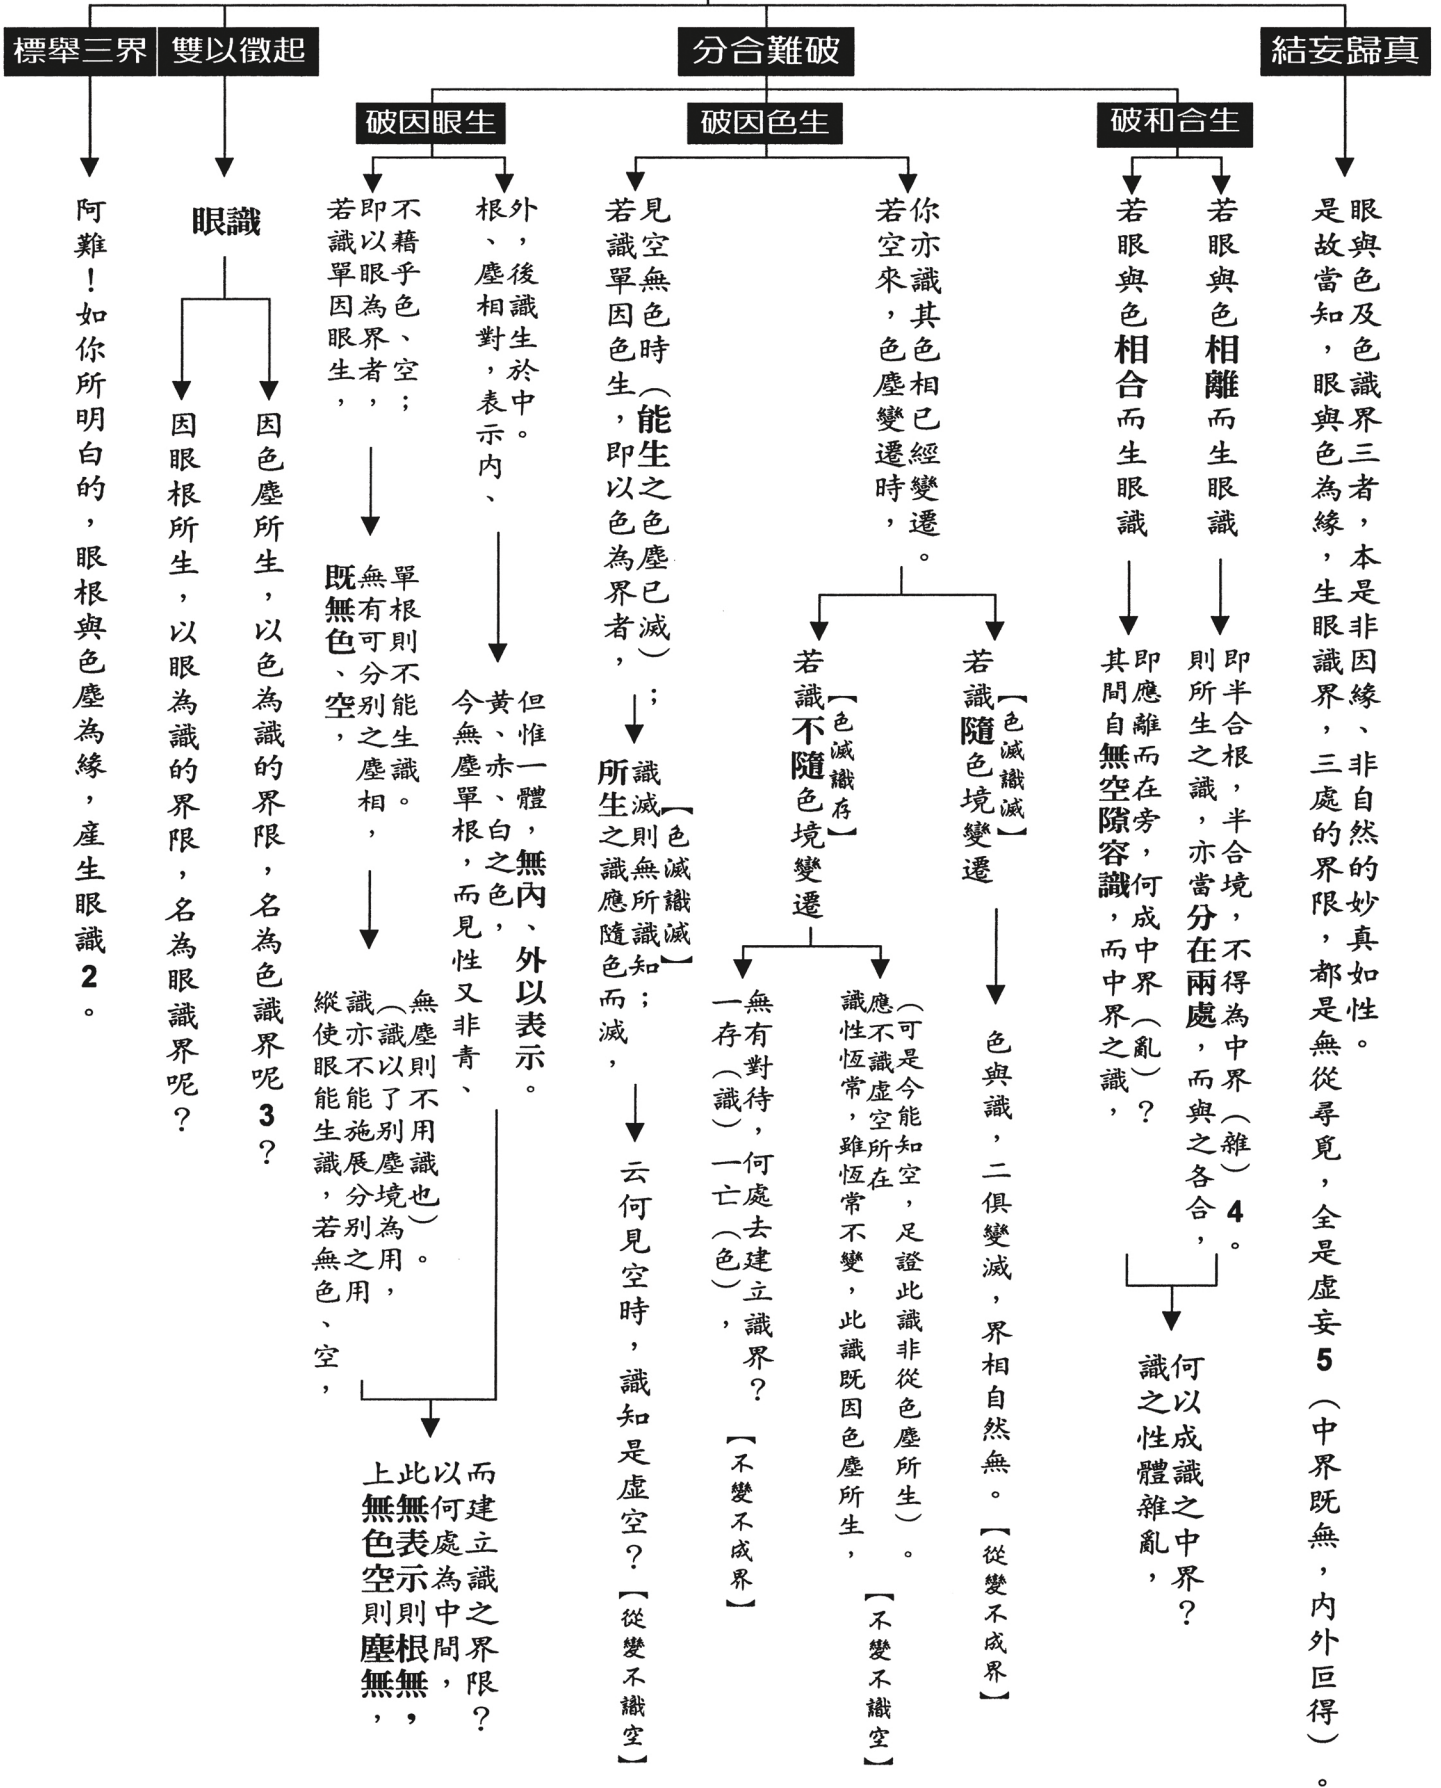 標舉三界
雙以徵起
分合難破
結妄歸真
破因眼生
破因色生
破和合生
阿難！如你所明白的，眼根與色塵為緣，產生眼識2。
眼識
因眼根所生，以眼為識的界限，名為眼識界呢？
因色塵所生，以色為識的界限，名為色識界呢3？
若識單因眼生，
即以眼為界者，
不藉乎色、空；
既無色、空，
無有可分別之塵相，
單根則不能生識。
縱使眼能生識，若無色、空，
識亦不能施展分別之用
（識以了別塵境為用，
無塵則不用識也）。
根、塵相對，表示內、
外，後識生於中。
今無塵單根，而見性又非青、
黃、赤、白之色，
但惟一體，無內、外以表示。
上無色空則塵無，
此無表示則根無，
以何處為中間，
而建立識之界限？
若識單因色生，即以色為界者，
見空無色時（能生之色塵已滅）；
所生之識應隨色而滅，
識滅則無所識知；
【色滅識滅】
云何見空時，識知是虛空？【從變不識空】
若空來，色塵變遷時，
你亦識其色相已經變遷。
若識不隨色境變遷
【色滅識存】
一存（識）一亡（色），
無有對待，何處去建立識界？【不變不成界】
識性恆常，雖恆常不變，此識既因色塵所生，
應不識虛空所在
（可是今能知空，足證此識非從色塵所生）。【不變不識空】
若識隨色境變遷
【色滅識滅】
色與識，二俱變滅，界相自然無。【從變不成界】
若眼與色相合而生眼識
其間自無空隙容識，而中界之識，
即應離而在旁，何成中界（亂）？
若眼與色相離而生眼識
則所生之識，亦當分在兩處，而與之各合，
即半合根，半合境，不得為中界（雜）4。
識之性體雜亂，
何以成識之中界？
是故當知，眼與色為緣，生眼識界，三處的界限，都是無從尋覓，全是虛妄5（中界既無，內外叵得）。
眼與色及色識界三者，本是非因緣、非自然的妙真如性。